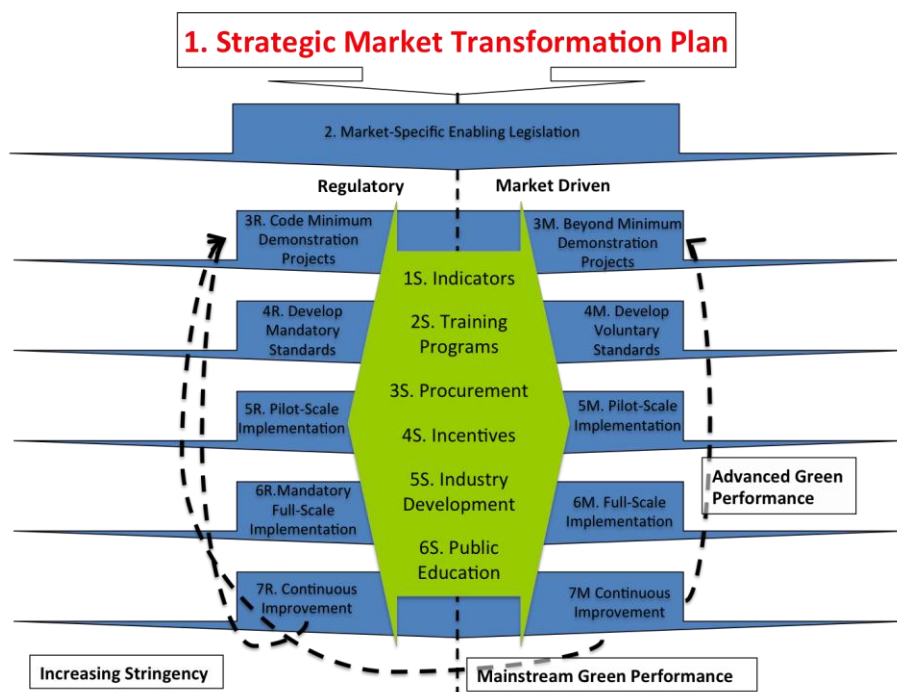 1. Strategic Market Transformation Plan
2. Market-Specific Enabling Legislation
Regulatory
Market Driven
3R. Code Minimum
Demonstration
Projects
3M. Beyond Minimum
Demonstration
Projects
1S. Indicators
4R. Develop
Mandatory
Standards
2S. Training
Programs
4M. Develop
Voluntary
Standards
3S. Procurement
5R. Pilot-Scale
Implementation
4S. Incentives
5M. Pilot-Scale
Implementation
5S. Industry
Development
Advanced Green
Performance
6R.Mandatory
Full-Scale
Implementation
6M. Full-Scale
Implementation
6S. Public
Education
7R. Continuous
Improvement
7M Continuous
Improvement
Increasing Stringency
Mainstream Green Performance